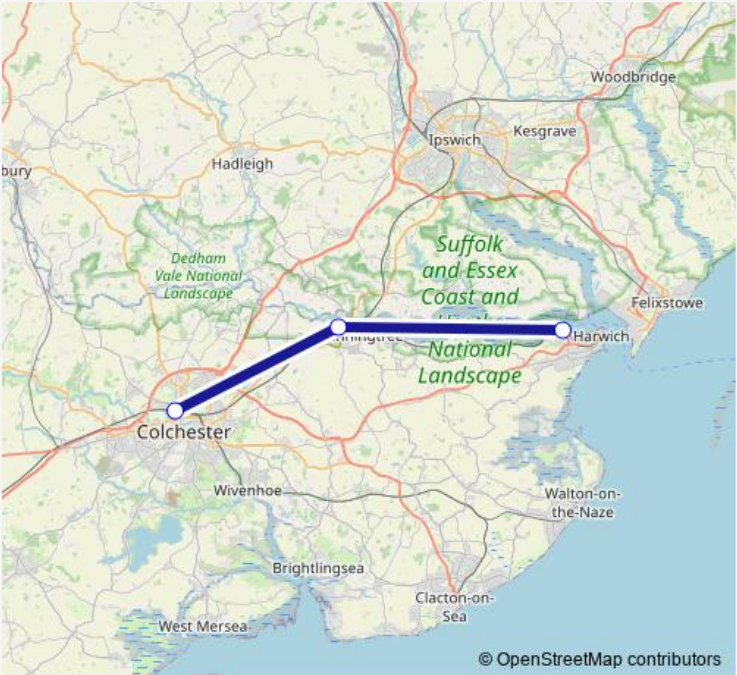 Woodbridge
Ipswich
Kesgrave
Hadleigh
bury
Dedham
Vale National
Landscape
Suffolk
and Essex
Coast and
National
Landscape
Felixstowe
Harwich
Colchester
Wivenhoe
Walton-on-
the-Naze
Brightlingsea
Clacton-on-
Sea
West Mersea
© OpenStreetMap contributors